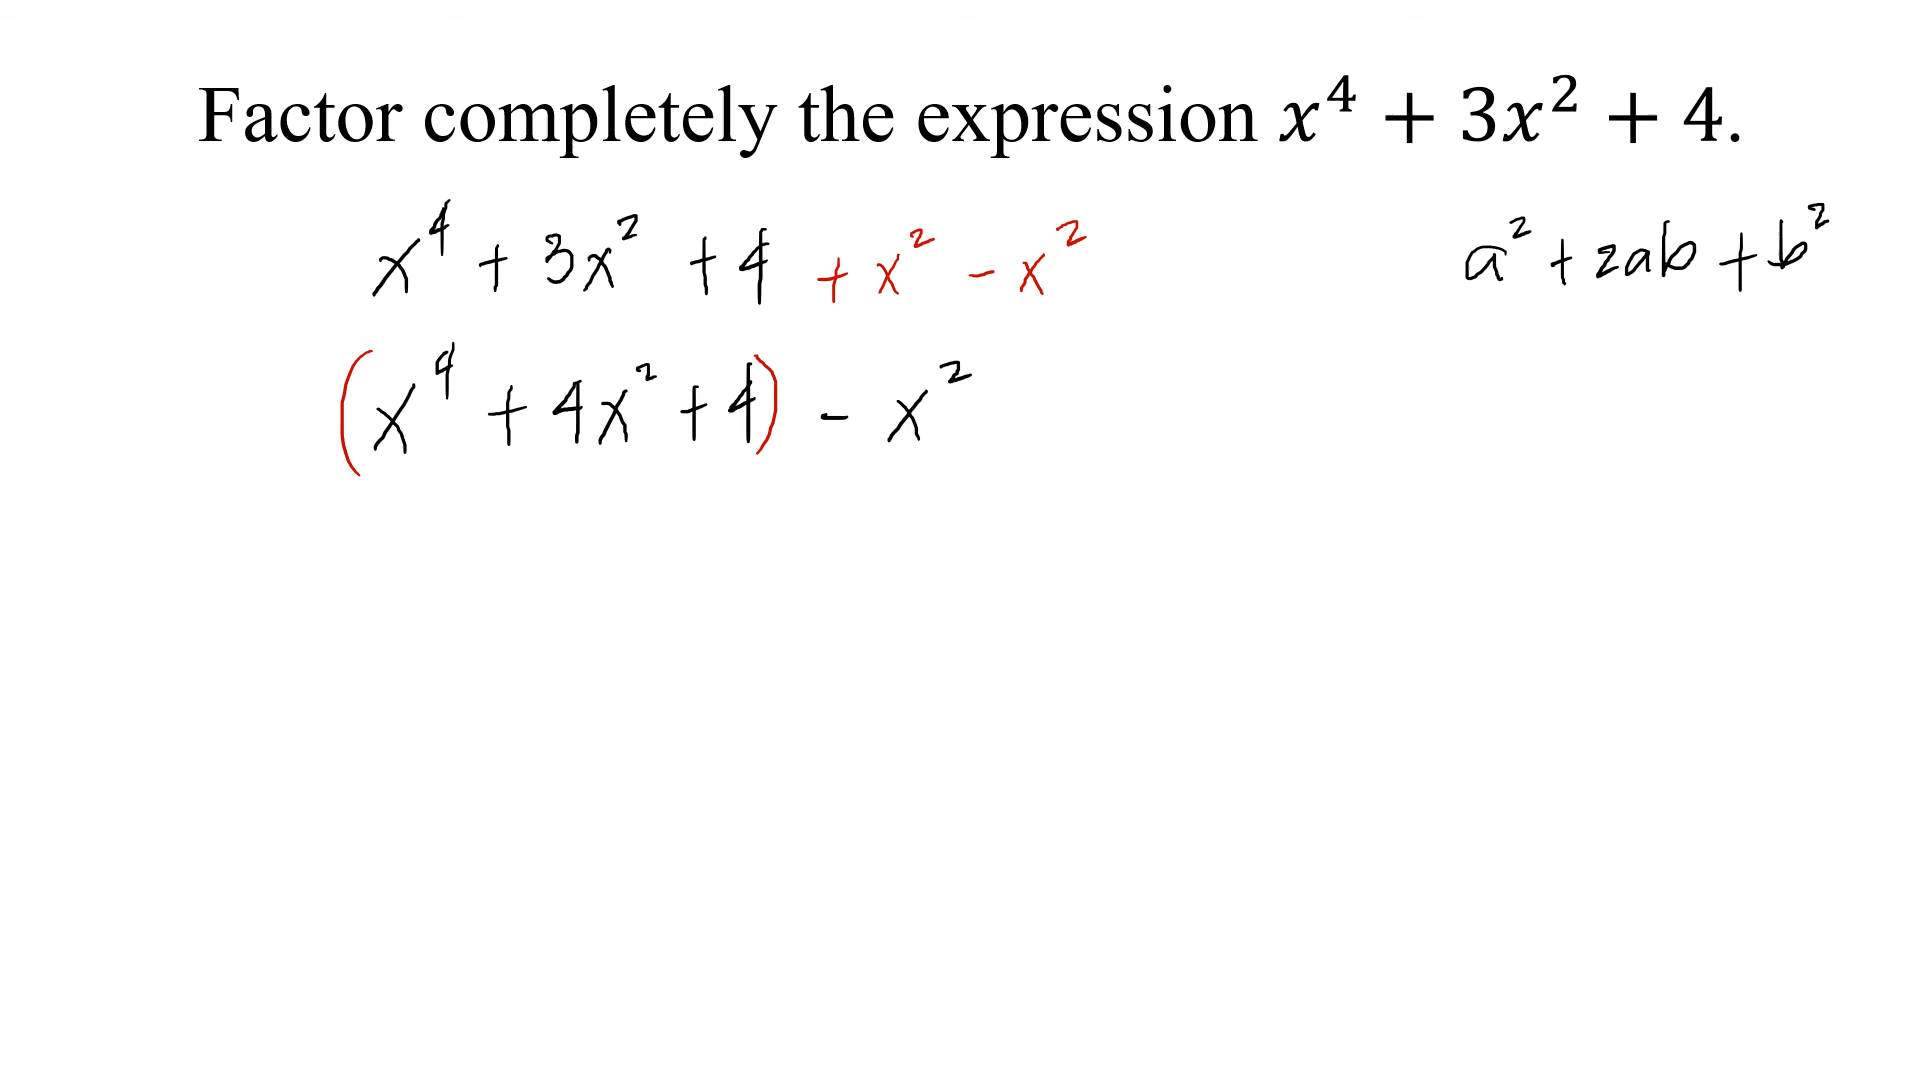 Factor completely the expression x⁴ + 3x² + 4.
x⁴ + 3x² + 4 + x² - x²
a² + 2ab + b²
(x⁴ + 4x² + 4) - x²